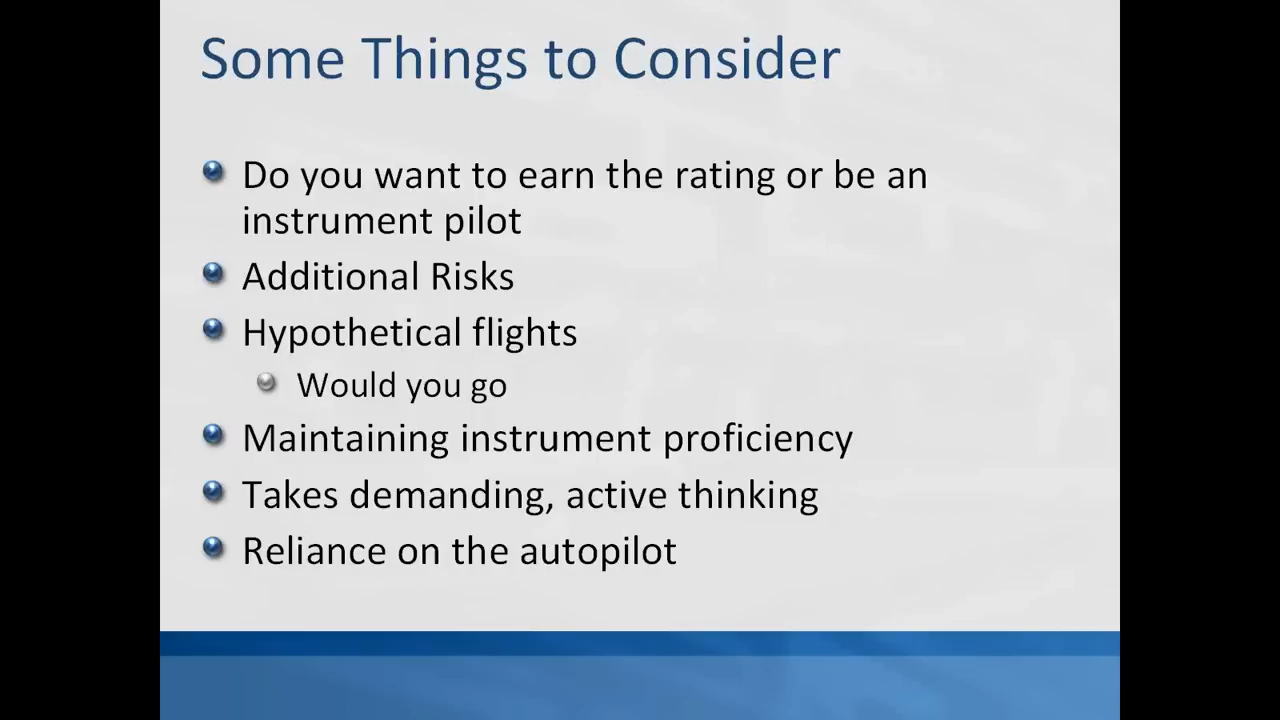 Some Things to Consider
Do you want to earn the rating or be an
instrument pilot
Additional Risks
Hypothetical flights
Would you go
Maintaining instrument proficiency
Takes demanding, active thinking
Reliance on the autopilot